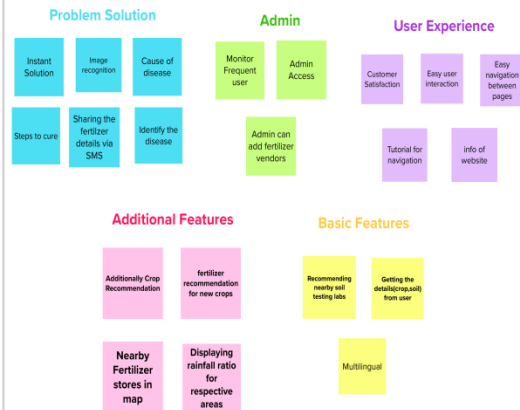 Problem Solution
Instant
Solution
Image
recognition
Cause of
disease
Steps to cure
Sharing the
fertilzer
details via
SMS
Identify the
disease
Admin
Monitor
Frequent
user
Admin
Access
Admin can
add fertilizer
vendors
User Experience
Customer
Satisfaction
Easy user
interaction
Easy
navigation
between
pages
Tutorial for
navigation
info of
website
Additional Features
Additionally Crop
Recommendation
fertilizer
recommendation
for new crops
Nearby
Fertilizer
stores in
map
Displaying
rainfall ratio
for
respective
areas
Basic Features
Recommending
nearby soil
testing labs
Getting the
details(crop,soil)
from user
Multilingual